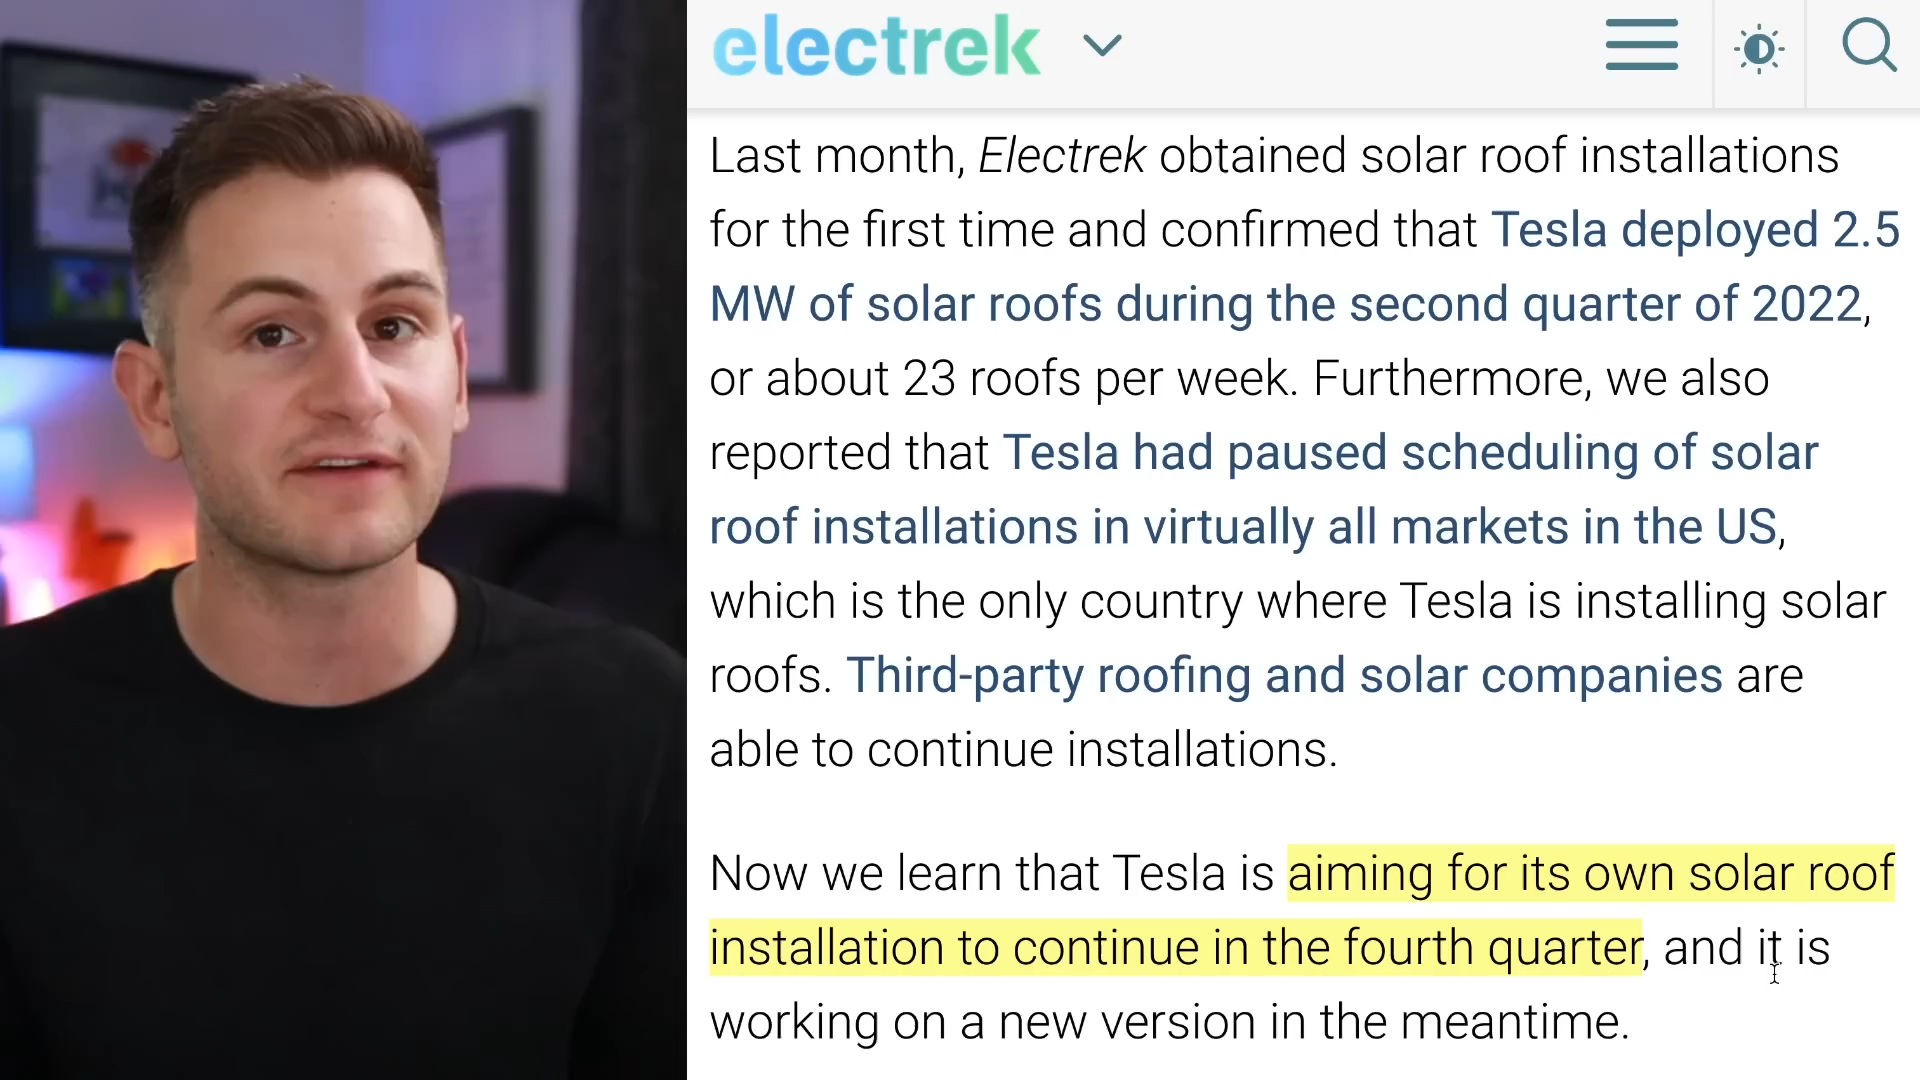 electrek
Last month, Electrek obtained solar roof installations
for the first time and confirmed that Tesla deployed 2.5
MW of solar roofs during the second quarter of 2022,
or about 23 roofs per week. Furthermore, we also
reported that Tesla had paused scheduling of solar
roof installations in virtually all markets in the US,
which is the only country where Tesla is installing solar
roofs. Third-party roofing and solar companies are
able to continue installations.
Now we learn that Tesla is aiming for its own solar roof
installation to continue in the fourth quarter, and it is
working on a new version in the meantime.